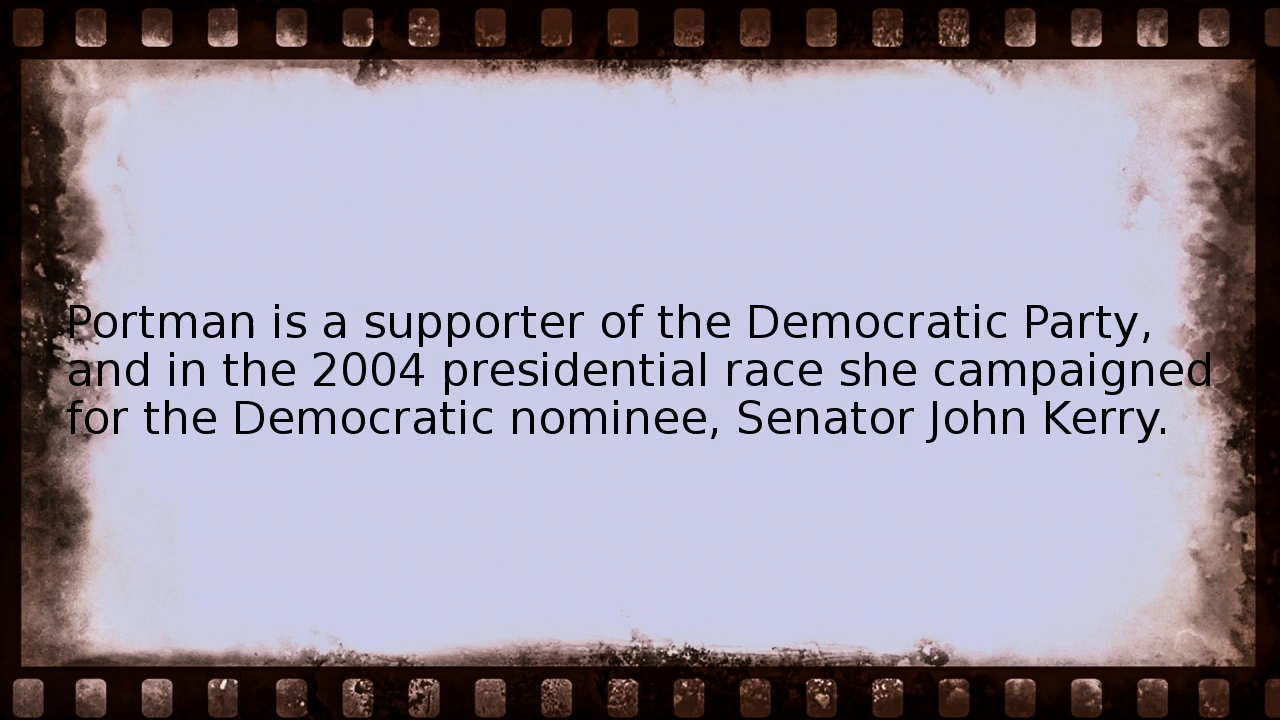 Portman is a supporter of the Democratic Party,
and in the 2004 presidential race she campaigned
for the Democratic nominee, Senator John Kerry.